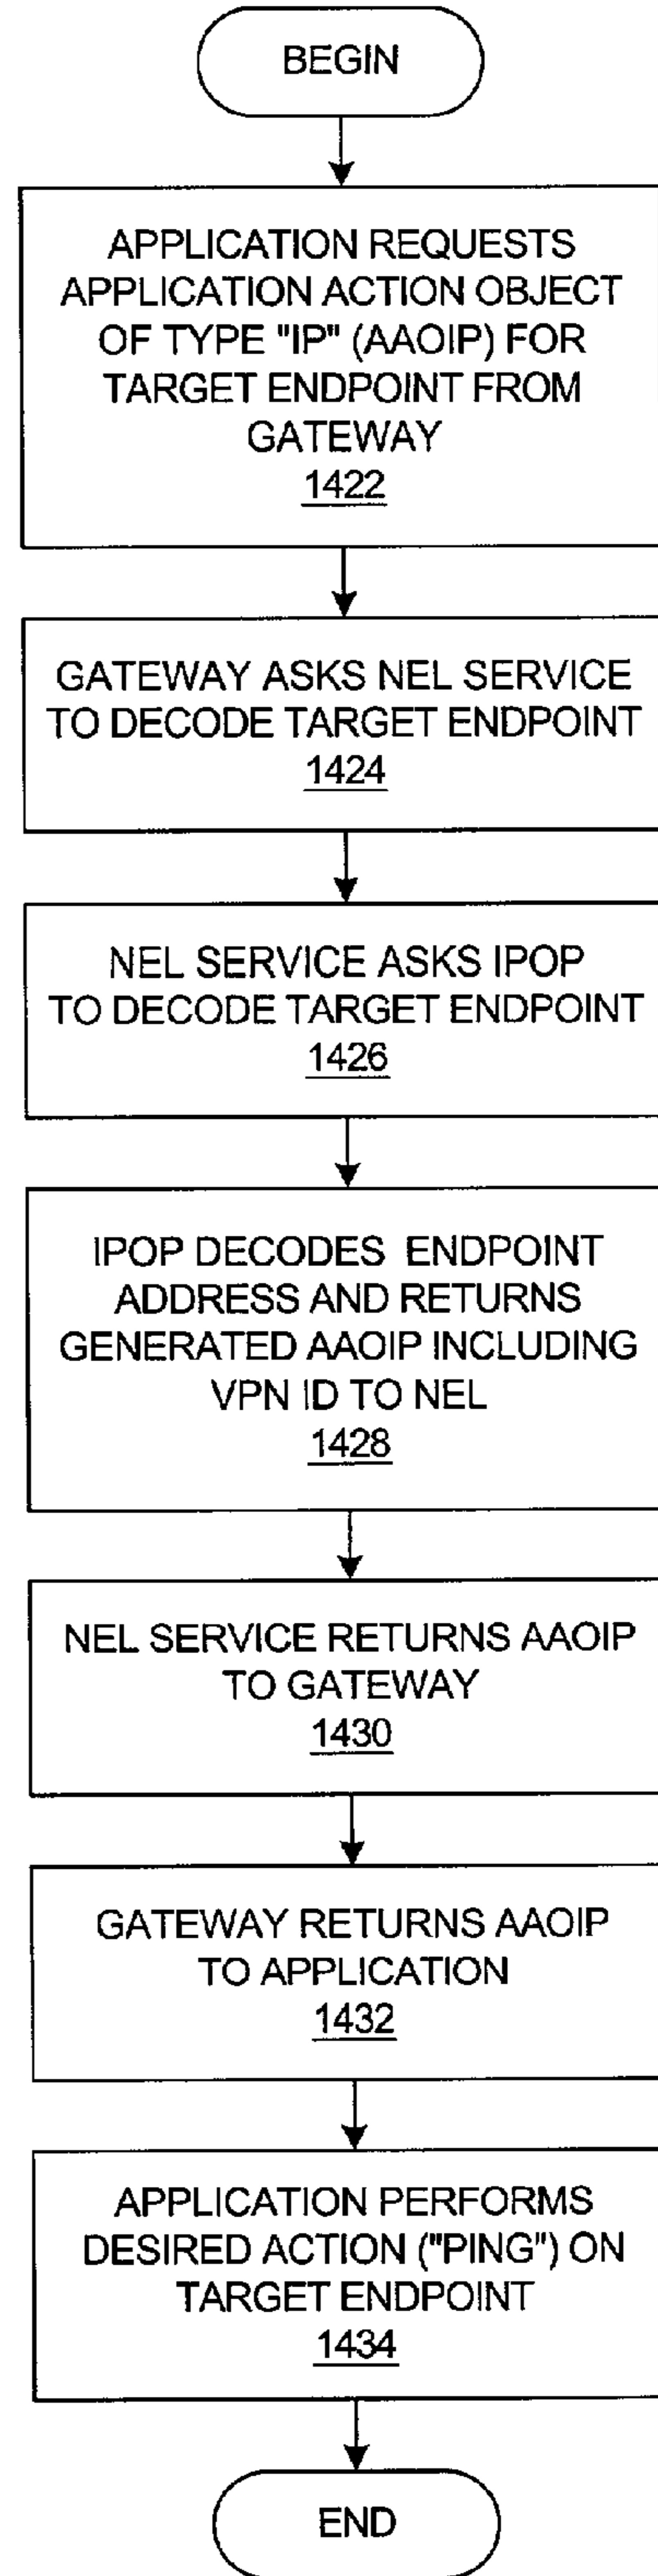 BEGIN
APPLICATION REQUESTS
APPLICATION ACTION OBJECT
OF TYPE "IP" (AAOIP) FOR
TARGET ENDPOINT FROM
GATEWAY
1422
GATEWAY ASKS NEL SERVICE
TO DECODE TARGET ENDPOINT
1424
NEL SERVICE ASKS IPOP
TO DECODE TARGET ENDPOINT
1426
IPOP DECODES ENDPOINT
ADDRESS AND RETURNS
GENERATED AAOIP INCLUDING
VPN ID TO NEL
1428
NEL SERVICE RETURNS AAOIP
TO GATEWAY
1430
GATEWAY RETURNS AAOIP
TO APPLICATION
1432
APPLICATION PERFORMS
DESIRED ACTION ("PING") ON
TARGET ENDPOINT
1434
END